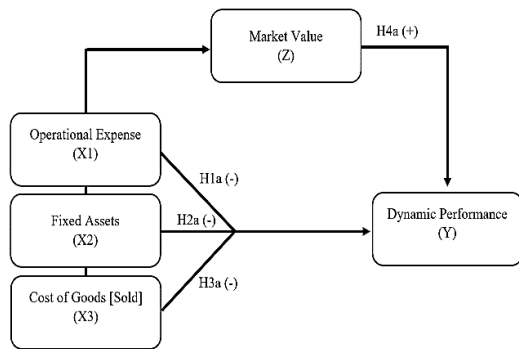 Market Value
(Z)
H4a (+)
Operational Expense
(X1)
H1a (-)
Fixed Assets
(X2)
H2a (-)
Dynamic Performance
(Y)
H3a (-)
Cost of Goods [Sold]
(X3)